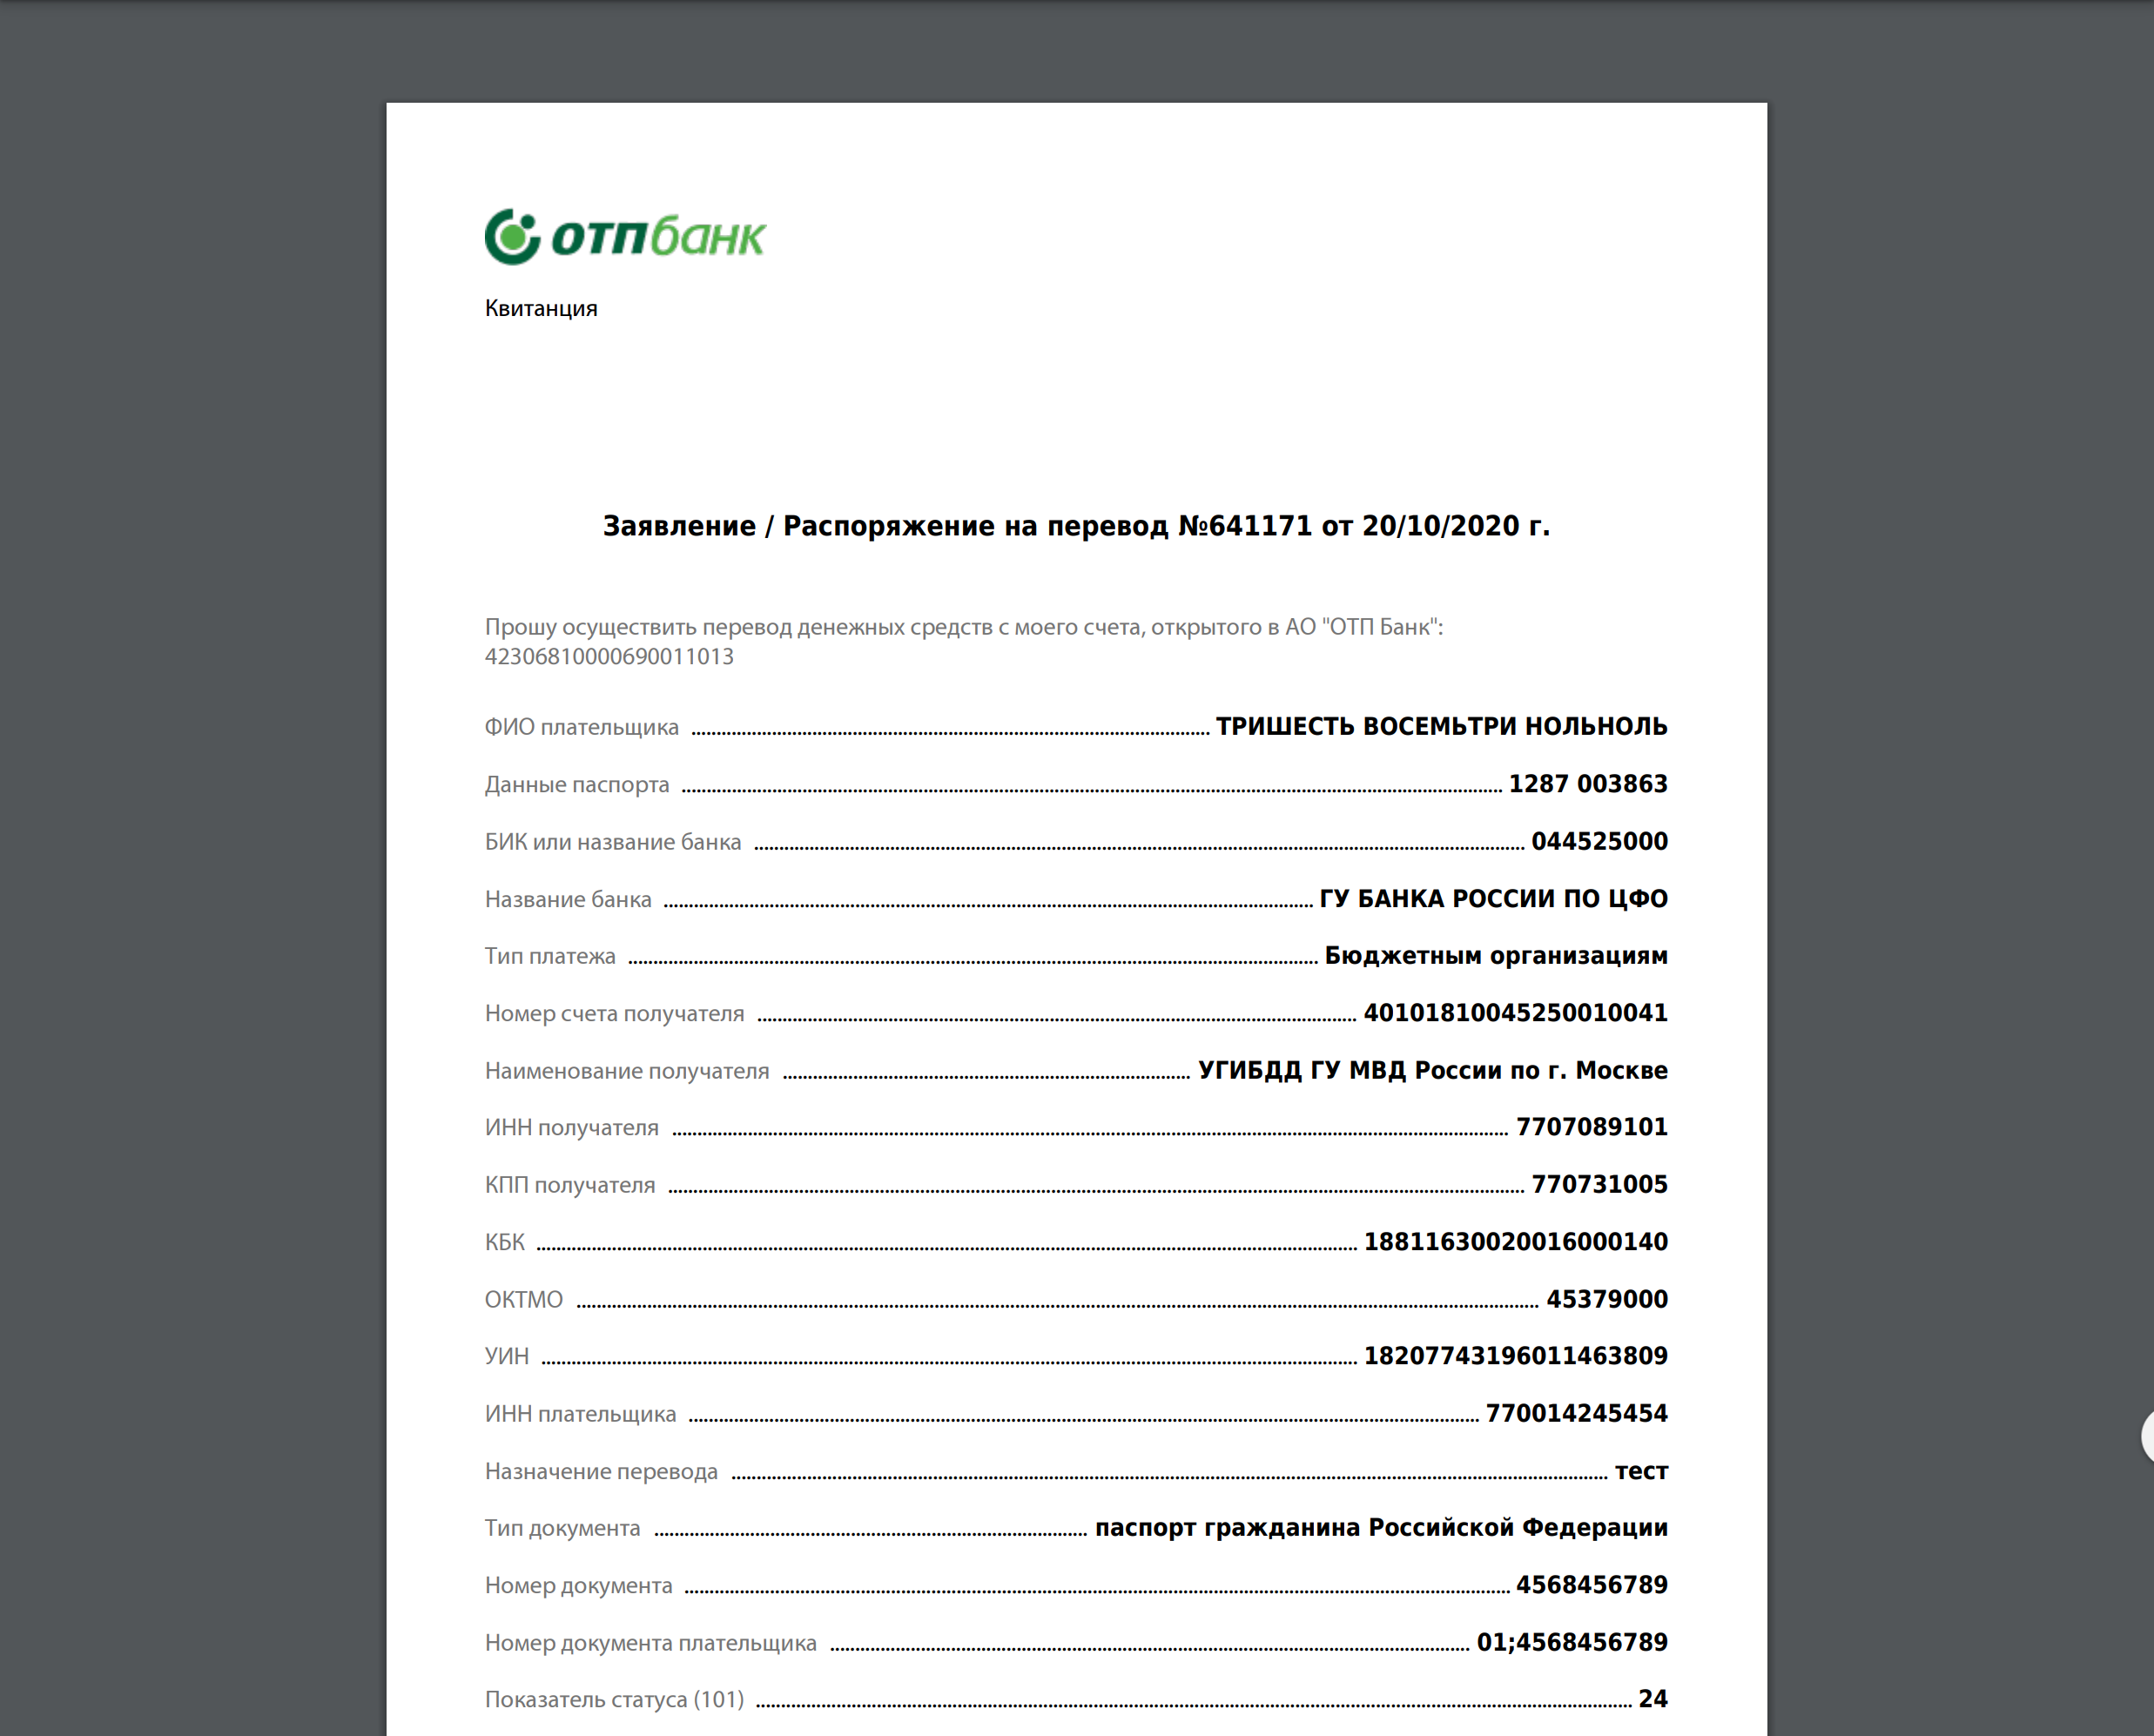 отпбанк
Квитанция
Заявление / Распоряжение на перевод №641171 от 20/10/2020 г.
Прошу осуществить перевод денежных средств с моего счета, открытого в АО "ОТП Банк":
42306810000690011013
ФИО плательщика ТРИШЕСТЬ ВОСЕМЬТРИ НОЛЬНОЛЬ
Данные паспорта 1287 003863
БИК или название банка 044525000
Название банка ГУ БАНКА РОССИИ ПО ЦФО
Тип платежа Бюджетным организациям
Номер счета получателя 40101810045250010041
Наименование получателя УГИБДД ГУ МВД России по г. Москве
ИНН получателя 7707089101
КПП получателя 770731005
КБК 18811630020016000140
ОКТМО 45379000
УИН 18207743196011463809
ИНН плательщика 770014245454
Назначение перевода тест
Тип документа паспорт гражданина Российской Федерации
Номер документа 4568456789
Номер документа плательщика 01;4568456789
Показатель статуса (101) 24